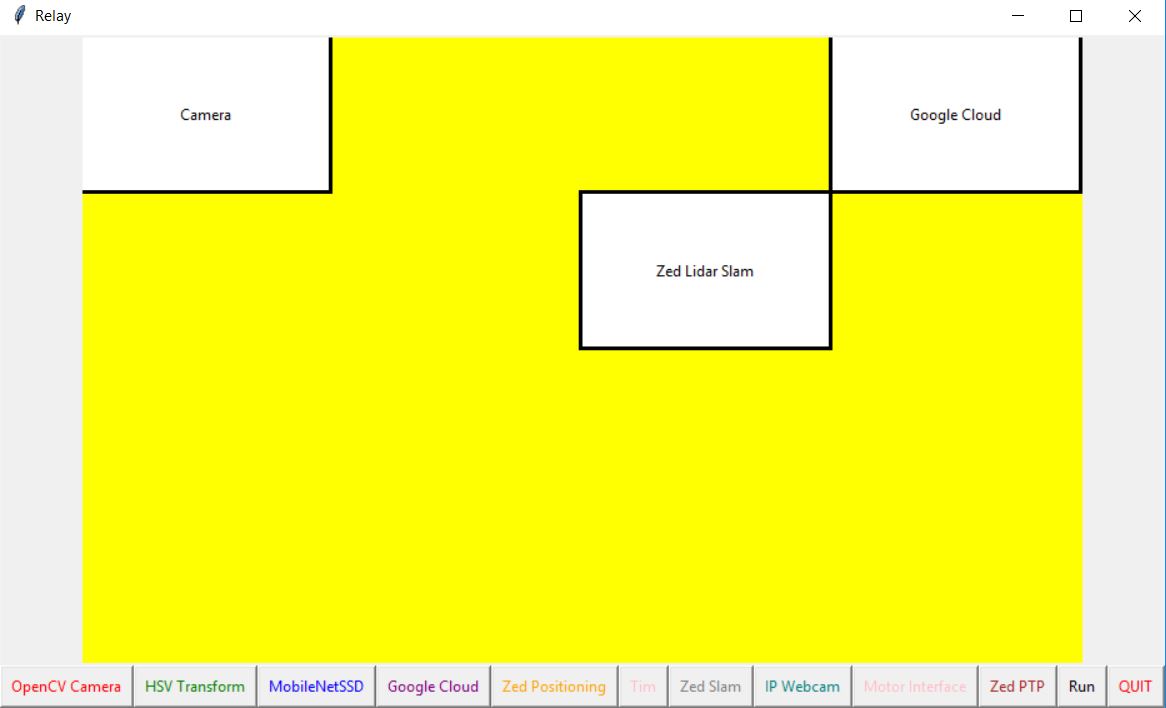 Relay
Camera
Google Cloud
Zed Lidar Slam
OpenCV Camera HSV Transform MobileNetSSD Google Cloud Zed Positioning Tim Zed Slam IP Webcam Motor Interface Zed PTP Run QUIT